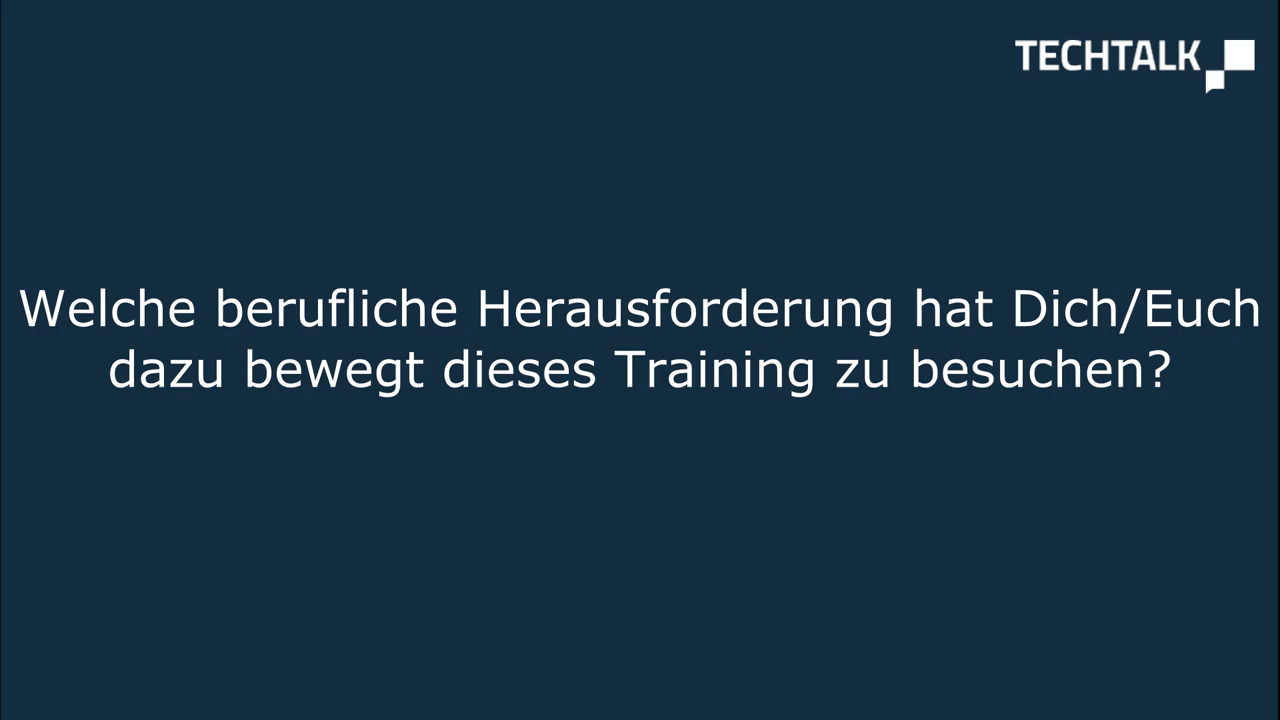 TECHTALK
Welche berufliche Herausforderung hat Dich/Euch
dazu bewegt dieses Training zu besuchen?